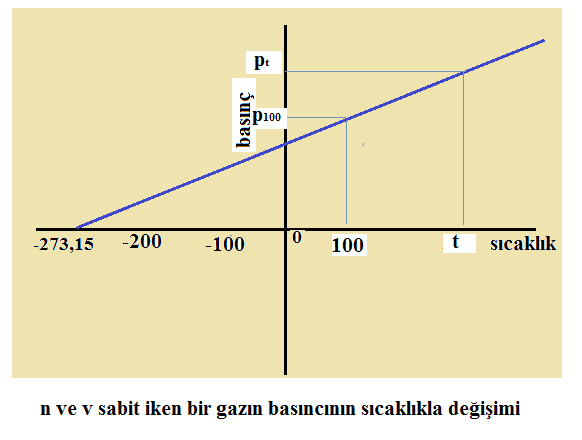 pt
basınç
p100
-273,15 -200 -100 0 100 t sıcaklık
n ve v sabit iken bir gazın basıncının sıcaklıkla değişimi